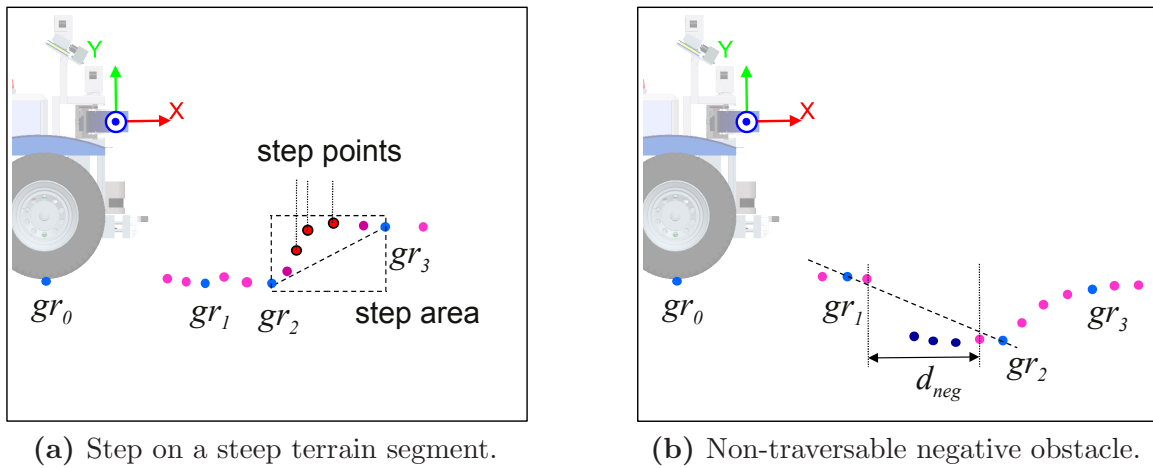 Y
X
step points
gr3
gr0
gr1
gr2
step area
(a) Step on a steep terrain segment.
Y
X
gr0
gr1
gr3
gr2
dneg
(b) Non-traversable negative obstacle.